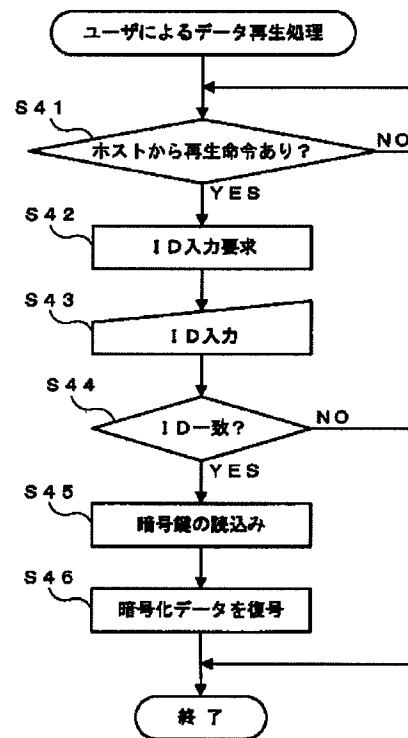 ユーザによるデータ再生処理
S41
ホストから再生命令あり？
NO
YES
S42
ID入力要求
S43
ID入力
S44
ID一致？
NO
YES
S45
暗号鍵の読込み
S46
暗号化データを復号
終 了